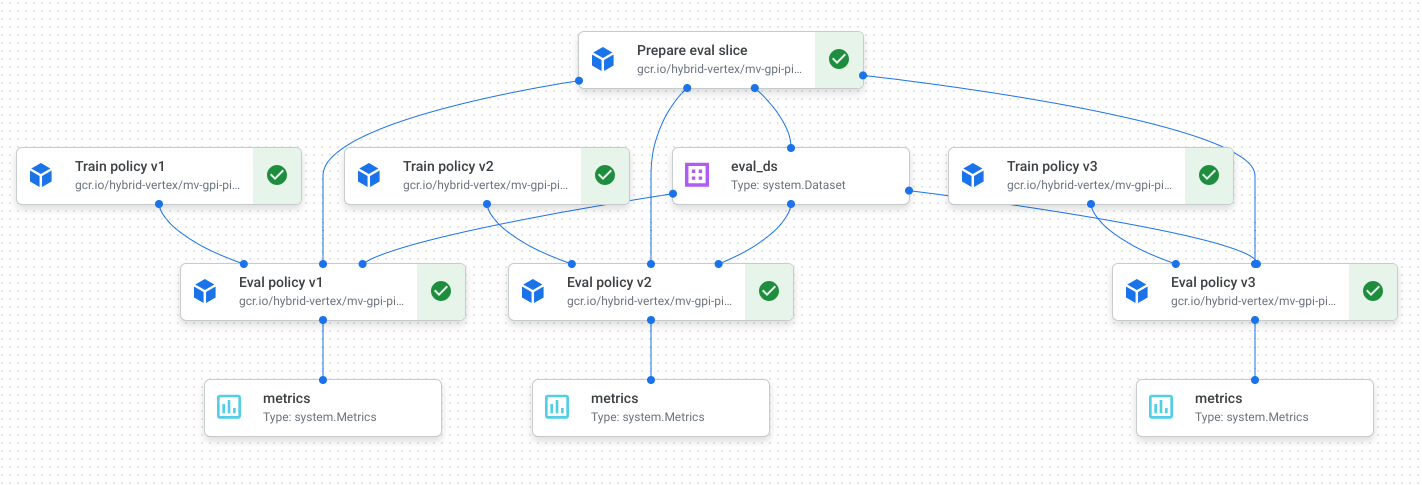 Prepare eval slice
gcr.io/hybrid-vertex/mv-gpi-pi...
Train policy v1
gcr.io/hybrid-vertex/mv-gpi-pi...
Train policy v2
gcr.io/hybrid-vertex/mv-gpi-pi...
eval_ds
Type: system.Dataset
Train policy v3
gcr.io/hybrid-vertex/mv-gpi-pi...
Eval policy v1
gcr.io/hybrid-vertex/mv-gpi-pi...
Eval policy v2
gcr.io/hybrid-vertex/mv-gpi-pi...
Eval policy v3
gcr.io/hybrid-vertex/mv-gpi-pi...
metrics
Type: system.Metrics
metrics
Type: system.Metrics
metrics
Type: system.Metrics